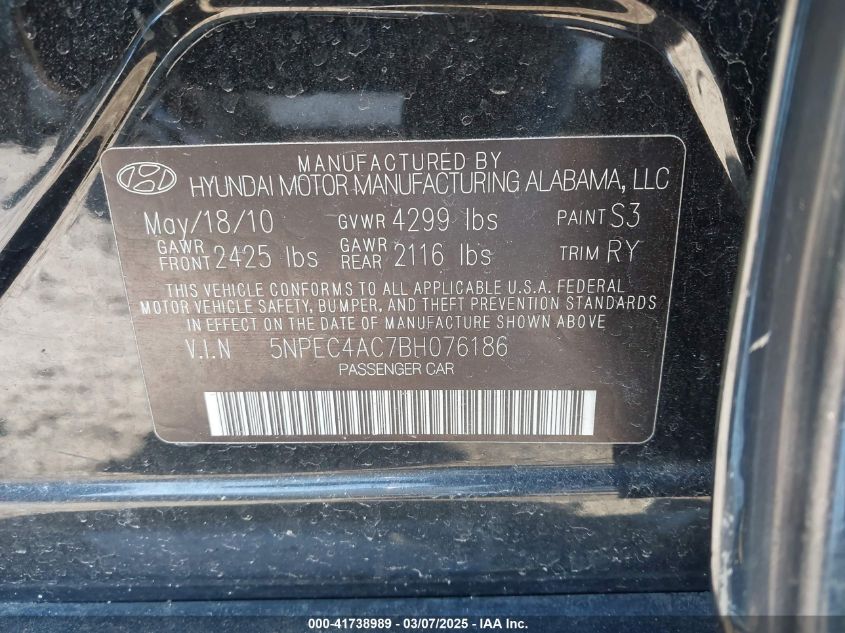 MANUFACTURED BY
HYUNDAI MOTOR MANUFACTURING ALABAMA, LLC
May/18/10 GVWR 4299 lbs PAINT S3
GAWR FRONT 2425 lbs GAWR REAR 2116 lbs TRIM RY
THIS VEHICLE CONFORMS TO ALL APPLICABLE U.S.A. FEDERAL
MOTOR VEHICLE SAFETY, BUMPER, AND THEFT PREVENTION STANDARDS
IN EFFECT ON THE DATE OF MANUFACTURE SHOWN ABOVE
V.I.N 5NPEC4AC7BH076186
PASSENGER CAR
000-41738989 — 03/07/2025 - IAAI.COM